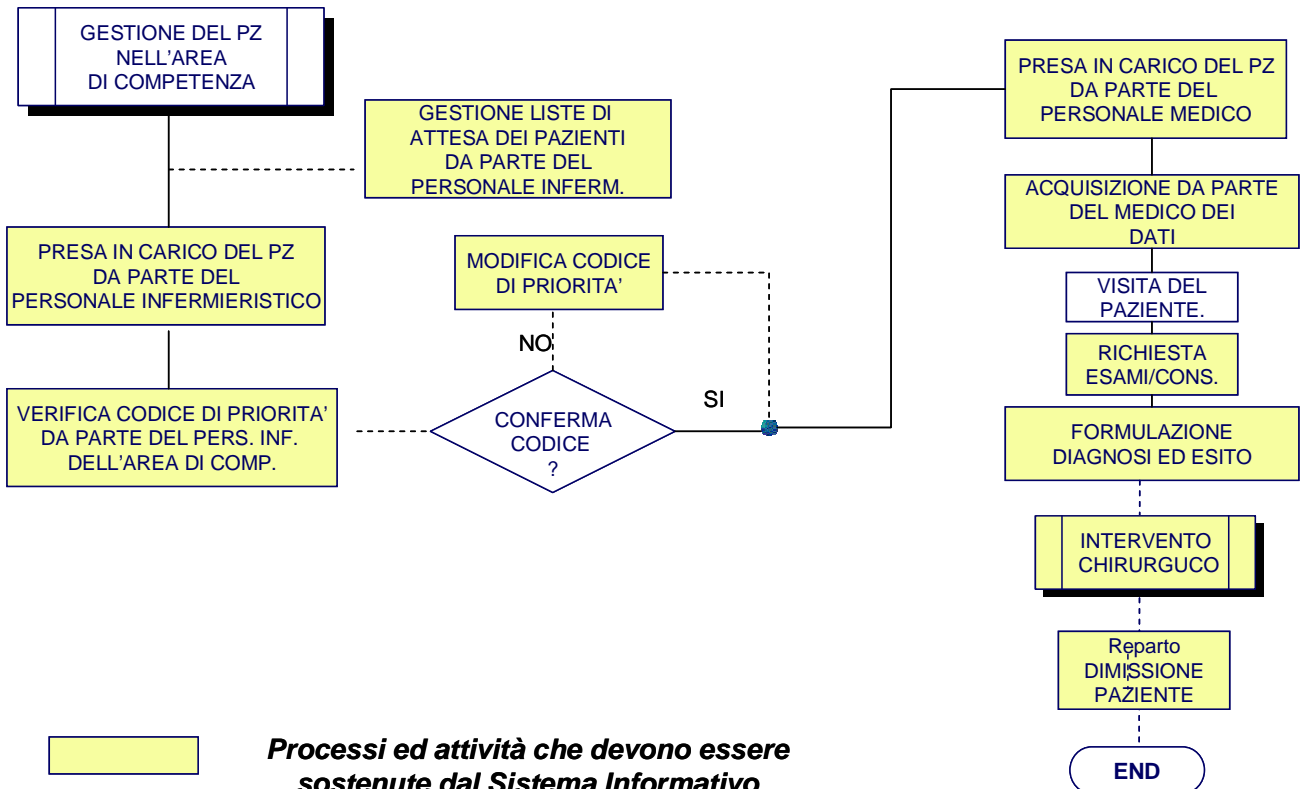 GESTIONE DEL PZ
NELL'AREA
DI COMPETENZA
GESTIONE LISTE DI
ATTESA DEI PAZIENTI
DA PARTE DEL
PERSONALE INFERM.
PRESA IN CARICO DEL PZ
DA PARTE DEL
PERSONALE INFERMIERISTICO
MODIFICA CODICE
DI PRIORITA'
NO
VERIFICA CODICE DI PRIORITA'
DA PARTE DEL PERS. INF.
DELL'AREA DI COMP.
CONFERMA
CODICE
?
SI
PRESA IN CARICO DEL PZ
DA PARTE DEL
PERSONALE MEDICO
ACQUISIZIONE DA PARTE
DEL MEDICO DEI
DATI
VISITA DEL
PAZIENTE.
RICHIESTA
ESAMI/CONS.
FORMULAZIONE
DIAGNOSI ED ESITO
INTERVENTO
CHIRURGUCO
Reparto
DIMISSIONE
PAZIENTE
END
Processi ed attività che devono essere
sostenute dal Sistema Informativo